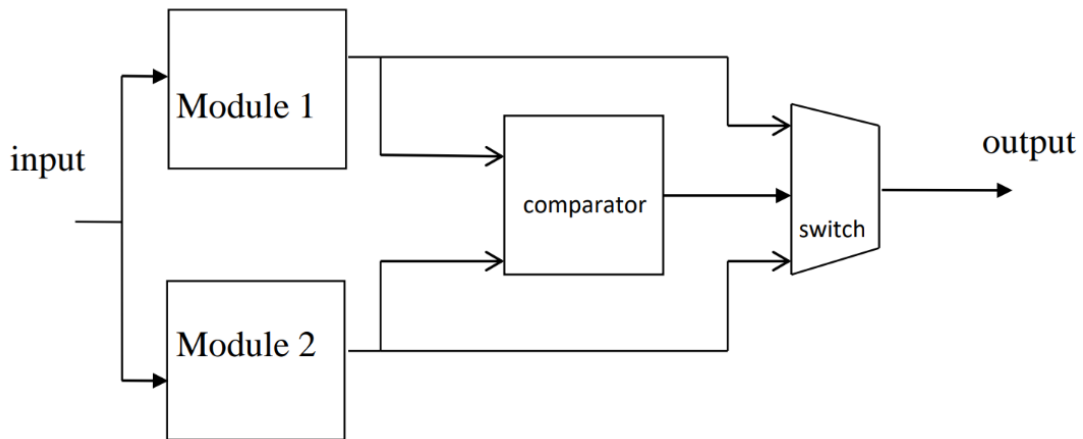 Module 1
input
output
comparator
switch
Module 2